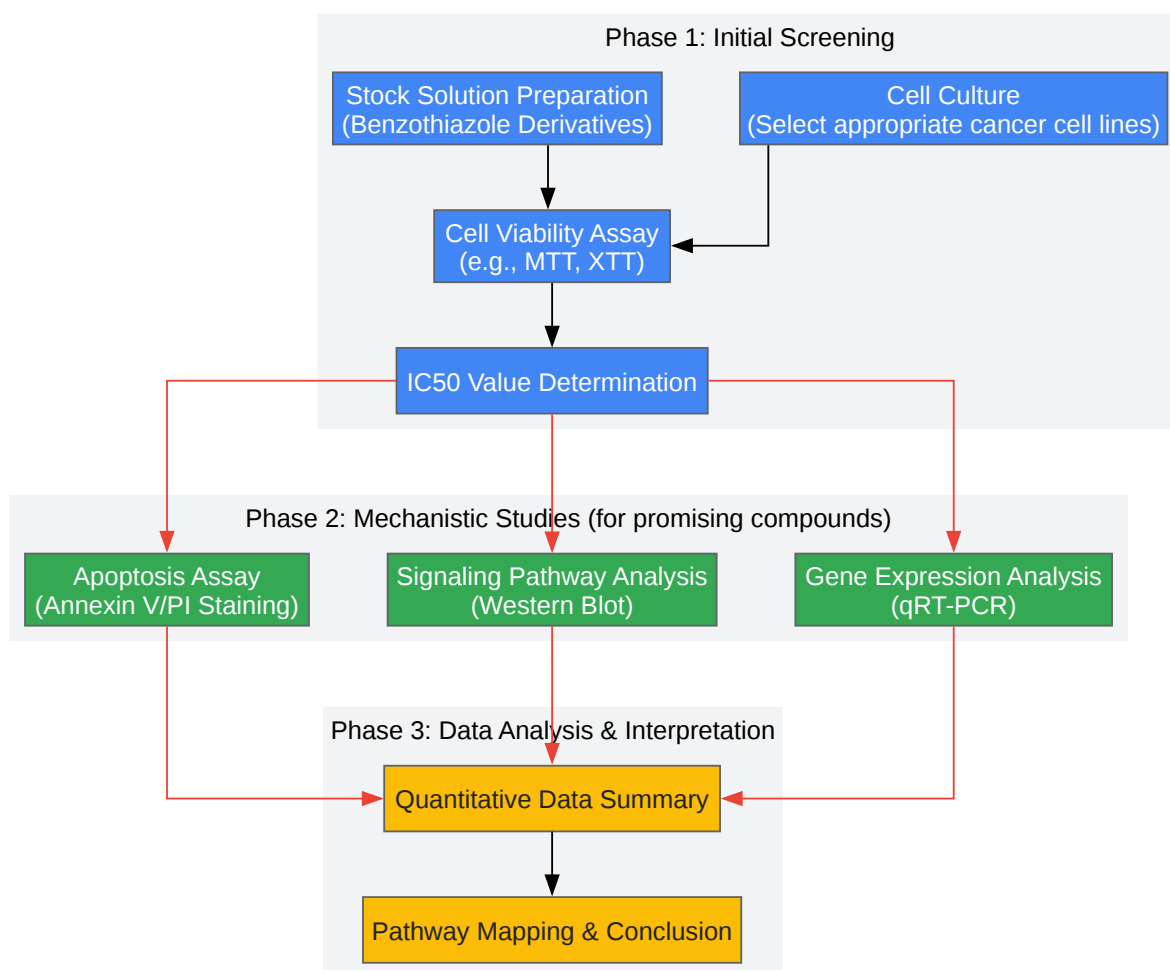 Phase 1: Initial Screening
Stock Solution Preparation
(Benzothiazole Derivatives)
Cell Culture
(Select appropriate cancer cell lines)
Cell Viability Assay
(e.g., MTT, XTT)
IC50 Value Determination
Phase 2: Mechanistic Studies (for promising compounds)
Apoptosis Assay
(Annexin V/PI Staining)
Signaling Pathway Analysis
(Western Blot)
Gene Expression Analysis
(qRT-PCR)
Phase 3: Data Analysis & Interpretation
Quantitative Data Summary
Pathway Mapping & Conclusion